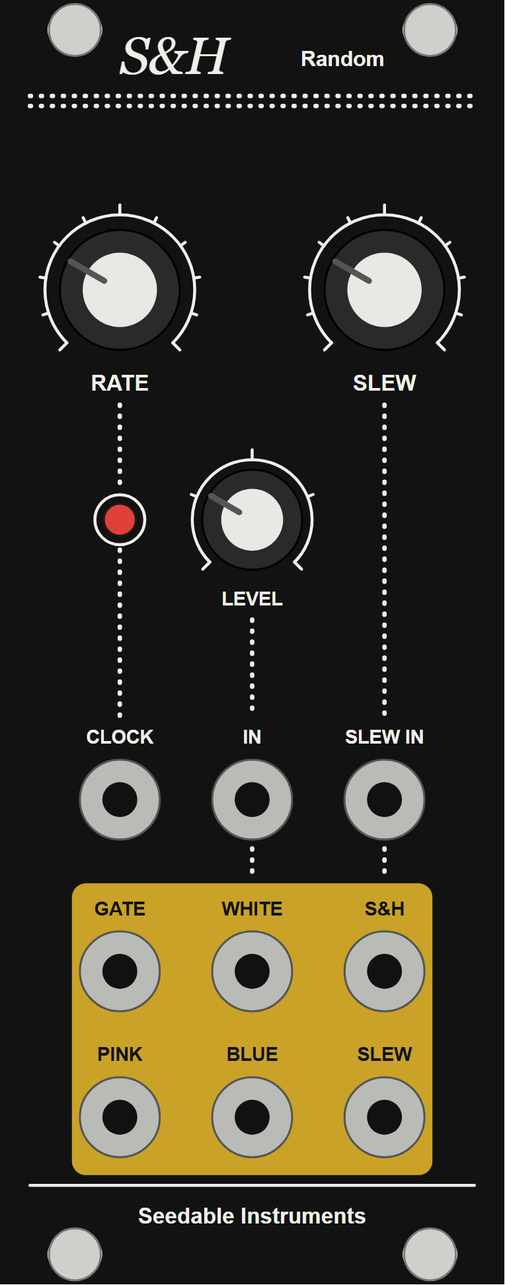 S&H Random
RATE SLEW
LEVEL
CLOCK IN SLEW IN
GATE WHITE S&H
PINK BLUE SLEW
Seedable Instruments